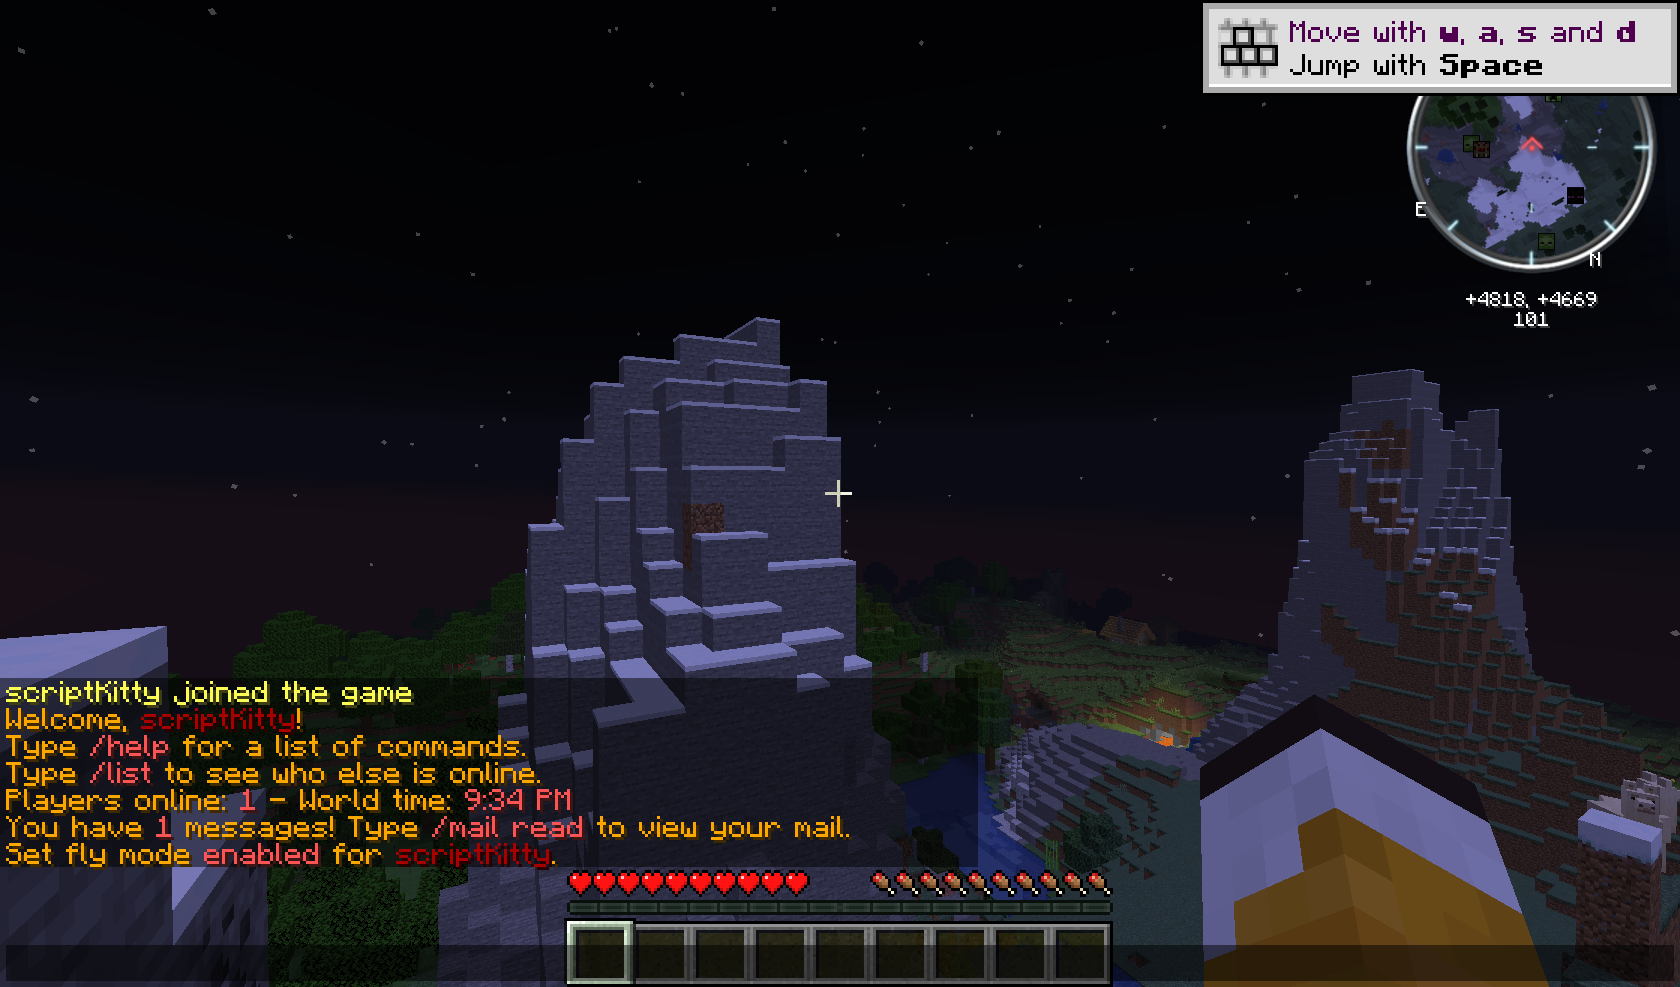 Move with w, a, s and d
Jump with Space
E
N
+4818, +4669
101
scriptKitty joined the game
Welcome, scriptKitty!
Type /help for a list of commands.
Type /list to see who else is online.
Players online: 1 - World time: 9:34 PM
You have 1 messages! Type /mail read to view your mail.
Set fly mode enabled for scriptKitty.